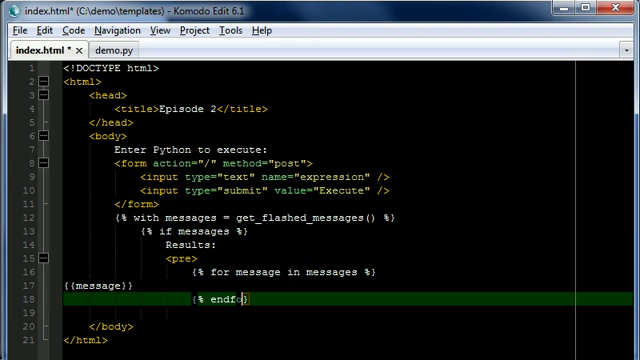 index.html* (C:\demo\templates) - Komodo Edit 6.1
File Edit Code Navigation View Project Tools Help
index.html * demo.py
1 <!DOCTYPE html>
2 <html>
3 <head>
4 <title>Episode 2</title>
5 </head>
6 <body>
7 Enter Python to execute:
8 <form action="/" method="post">
9 <input type="text" name="expression" />
10 <input type="submit" value="Execute" />
11 </form>
12 {% with messages = get_flashed_messages() %}
13 {% if messages %}
14 Results:
15 <pre>
16 {% for message in messages %}
17 {{message}}
18 {% endfo}
19
20 </body>
21 </html>